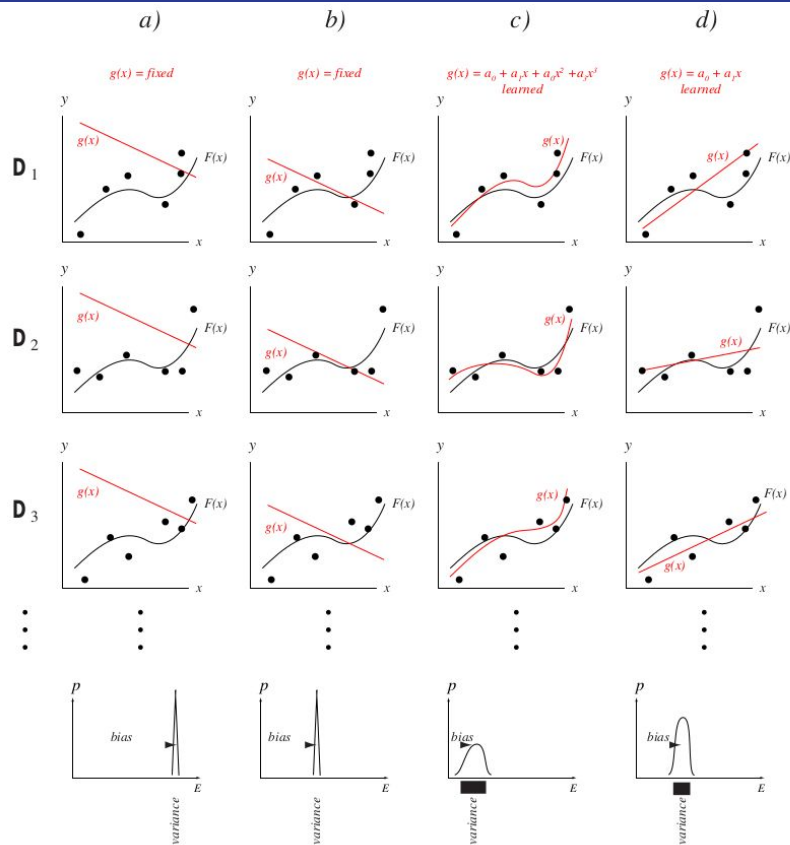 a) b) c) d)
g(x) = fixed g(x) = fixed g(x) = a₀ + a₁x + a₀x² +a₃x³ g(x) = a₀ + a₁x
learned learned
y y y y
g(x) g(x) g(x) g(x)
D₁ F(x) F(x) F(x) F(x)
x x x x
y y y y
g(x) g(x) g(x) g(x)
D₂ F(x) F(x) F(x) F(x)
x x x x
y y y y
g(x) g(x) g(x) g(x)
D₃ F(x) F(x) F(x) F(x)
x x x x
p p p p
bias bias bias bias
E E E E
variance variance variance variance